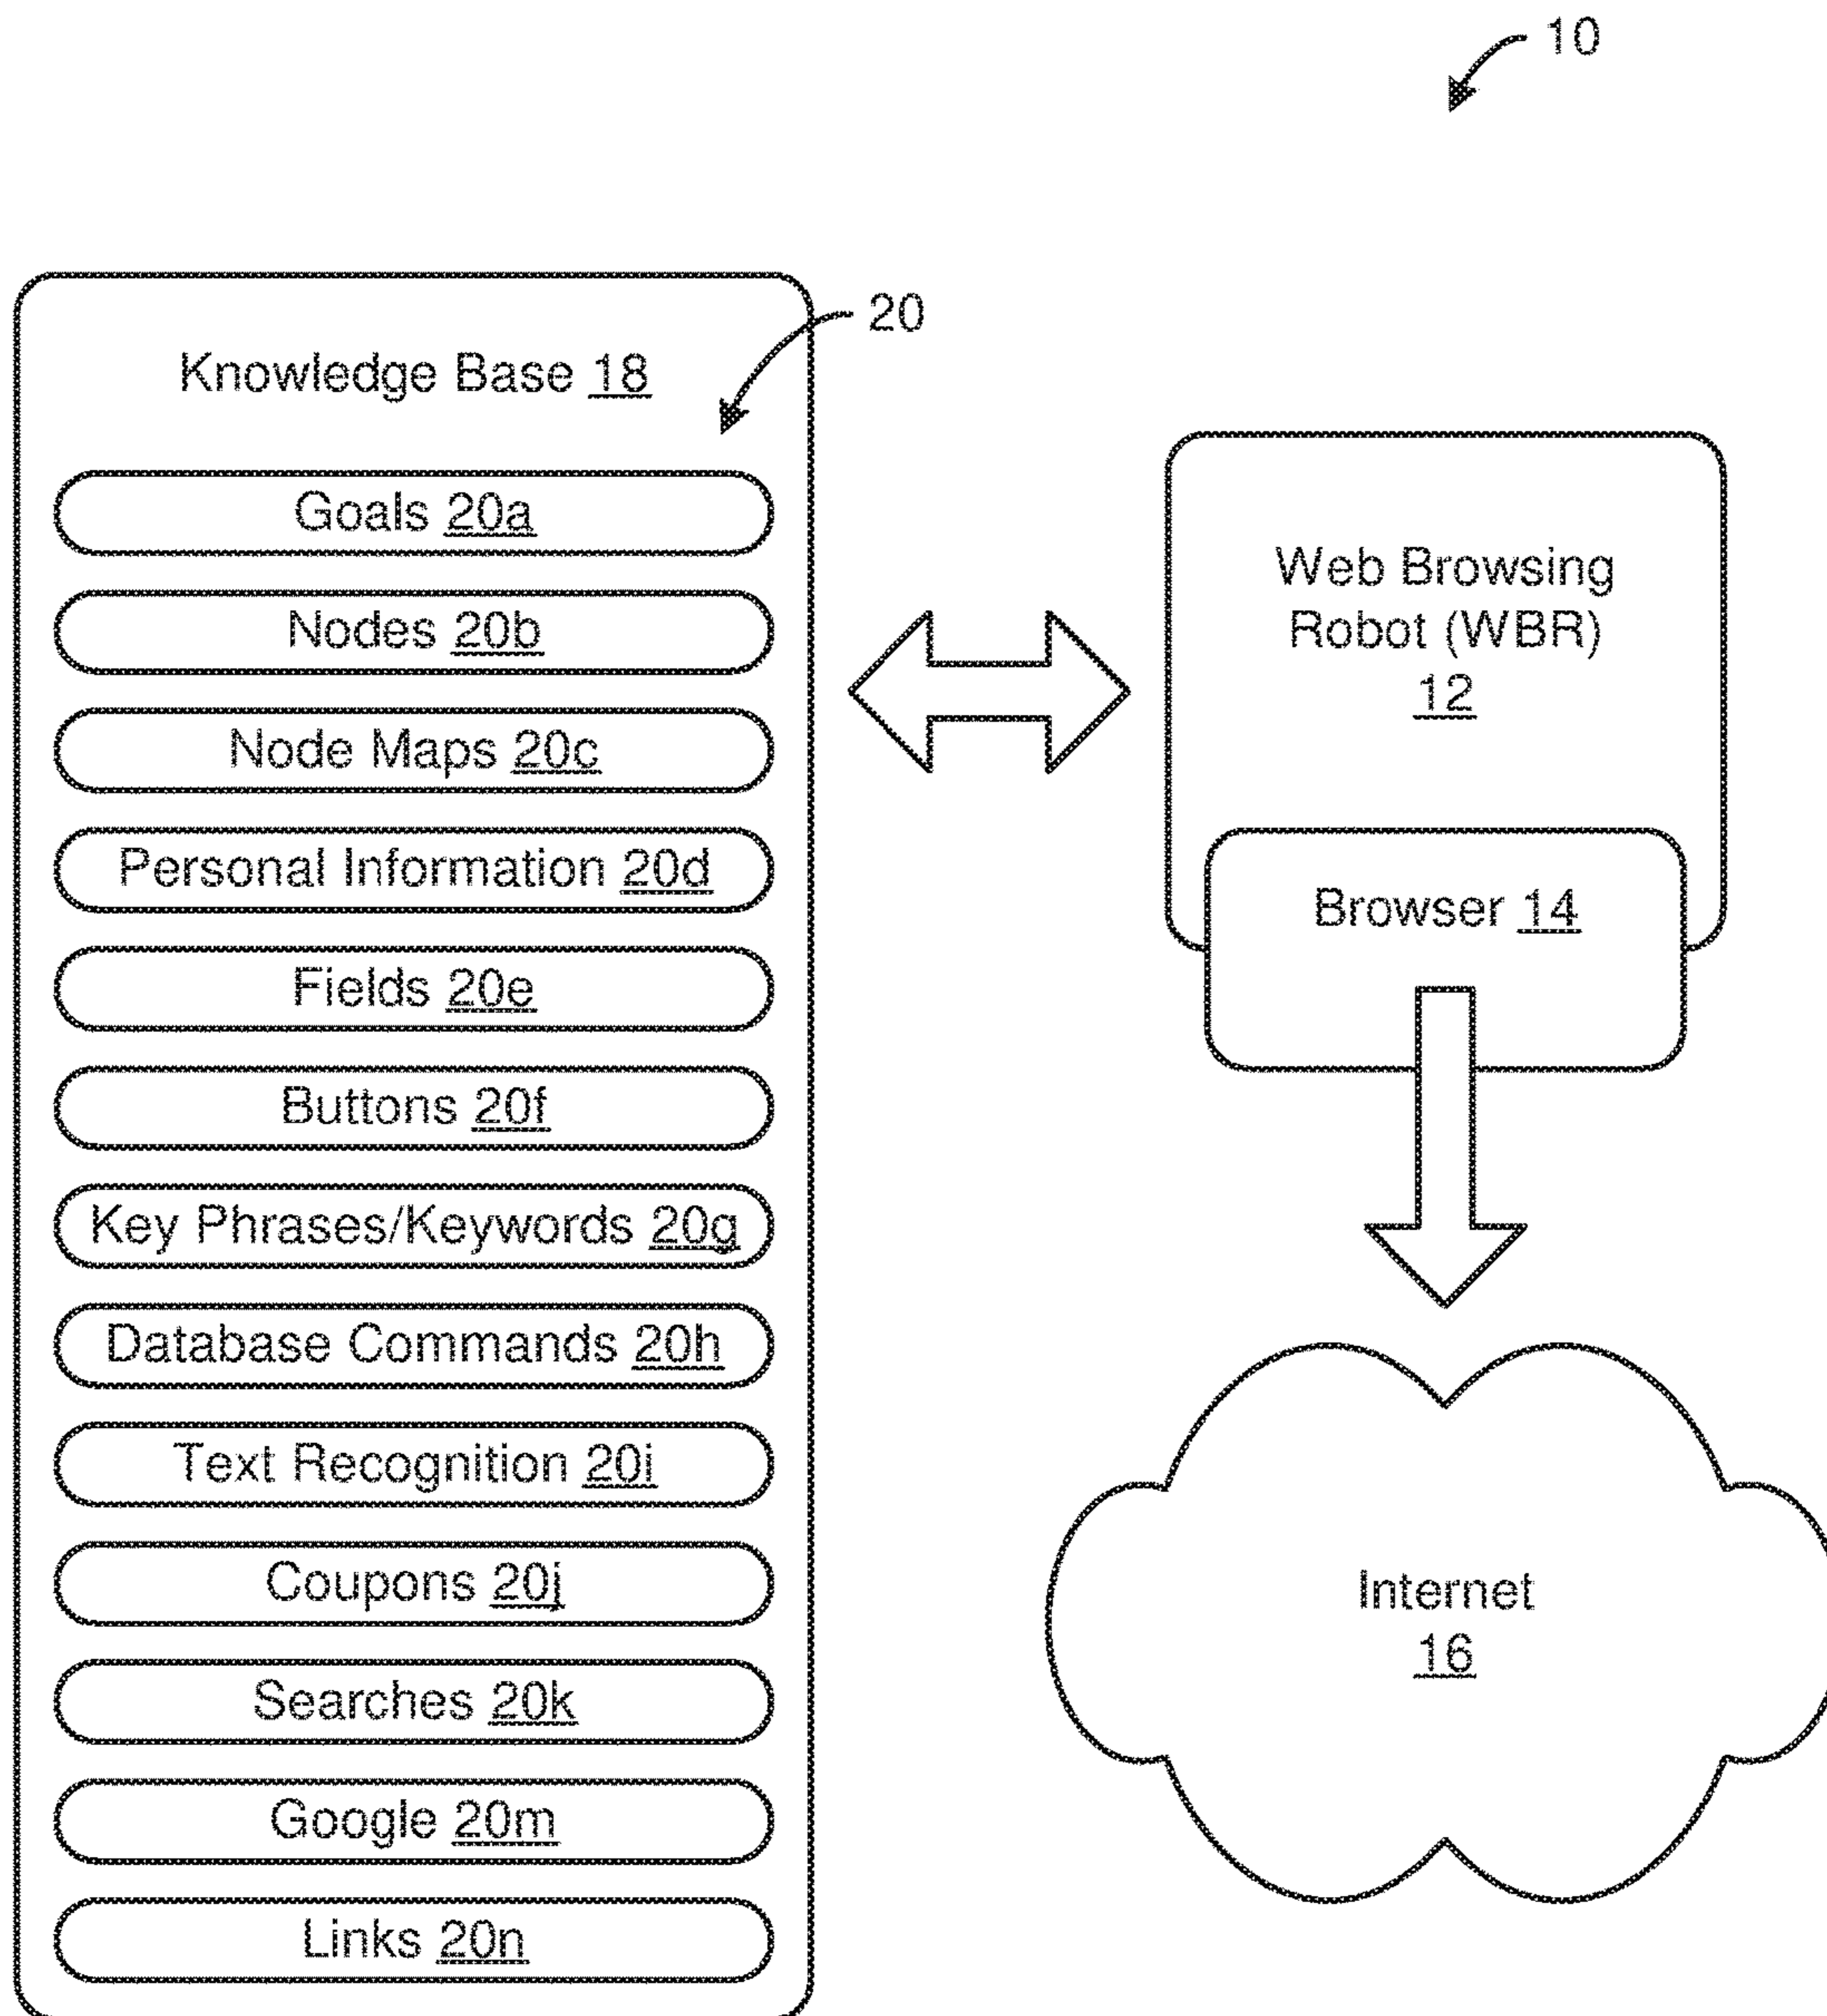 10
20
Knowledge Base 18
Goals 20a
Nodes 20b
Node Maps 20c
Personal Information 20d
Fields 20e
Buttons 20f
Key Phrases/Keywords 20g
Database Commands 20h
Text Recognition 20i
Coupons 20j
Searches 20k
Google 20m
Links 20n
Web Browsing
Robot (WBR)
12
Browser 14
Internet
16